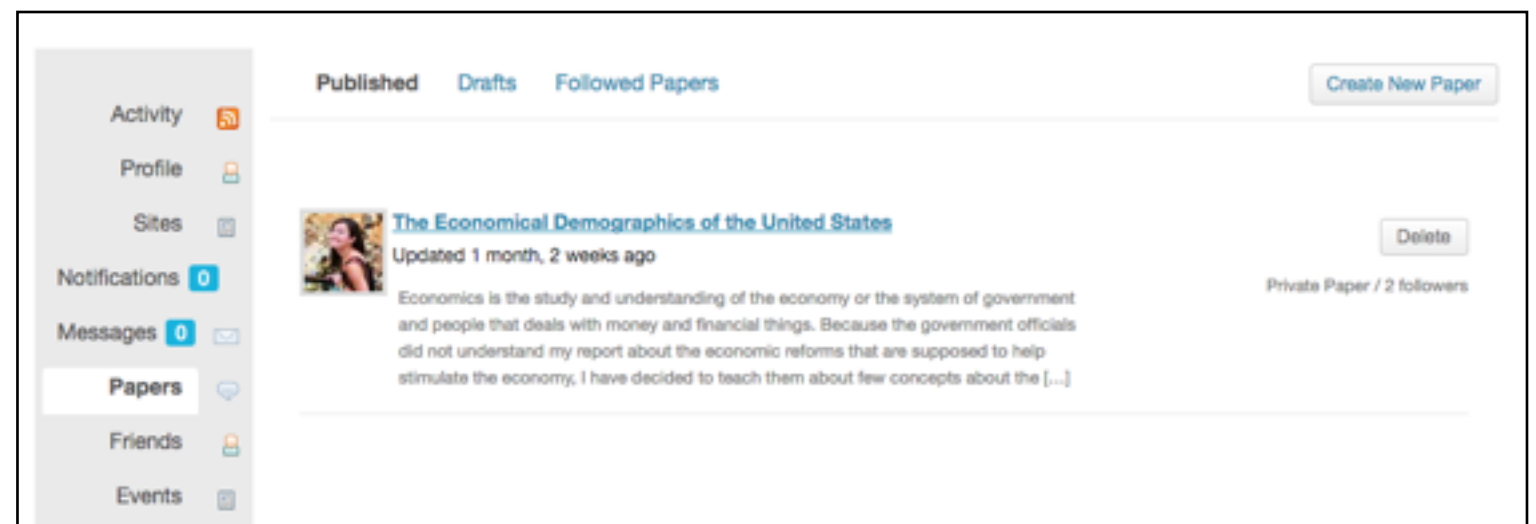 Published Drafts Followed Papers Create New Paper
Activity
Profile
Sites
Notifications 0
Messages 0
Papers
Friends
Events
The Economical Demographics of the United States
Updated 1 month, 2 weeks ago
Economics is the study and understanding of the economy or the system of government
and people that deals with money and financial things. Because the government officials
did not understand my report about the economic reforms that are supposed to help
stimulate the economy, I have decided to teach them about few concepts about the [...]
Delete
Private Paper / 2 followers